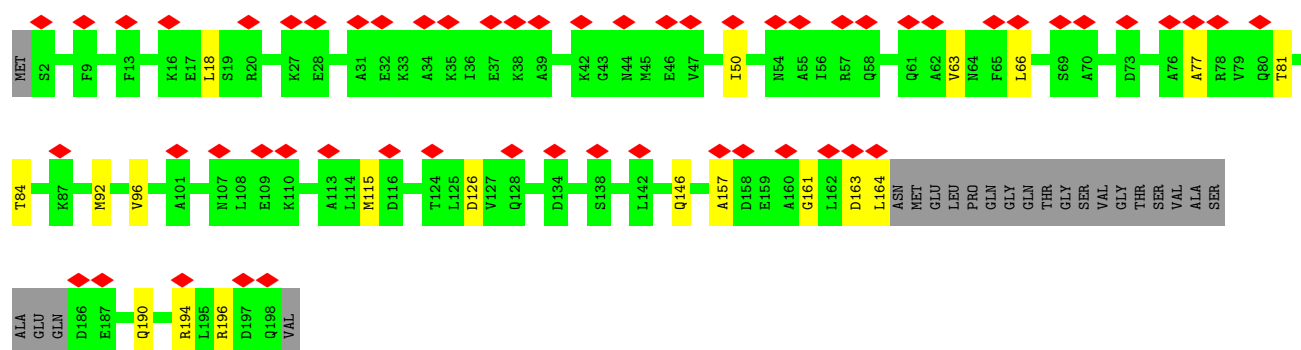 MET S2 F9 F13 K16 E17 L18 S19 R20 K27 E28 A31 E32 K33 A34 K35 I36 E37 K38 A39 K42 G43 N44 M45 E46 V47 I50 N54 A55 I56 R57 Q58 Q61 A62 V63 N64 F65 L66 S69 A70 D73 A76 A77 R78 V79 Q80 T81
T84 K87 M92 V96 A101 N107 L108 E109 K110 A113 L114 M115 D116 T124 L125 D126 V127 Q128 D134 S138 L142 Q146 A157 D158 E159 A160 G161 L162 D163 L164 ASN MET GLU LEU PRO GLN GLY GLN THR GLY SER VAL GLY THR SER VAL ALA SER
ALA GLU GLN D186 E187 Q190 R194 L195 R196 D197 Q198 VAL